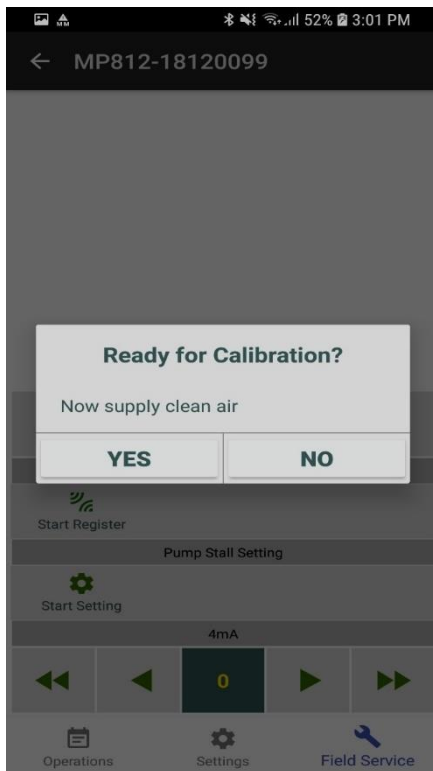 52% 3:01 PM
MP812-18120099
Ready for Calibration?
Now supply clean air
YES NO
Start Register
Pump Stall Setting
Start Setting
4mA
0
Operations Settings Field Service